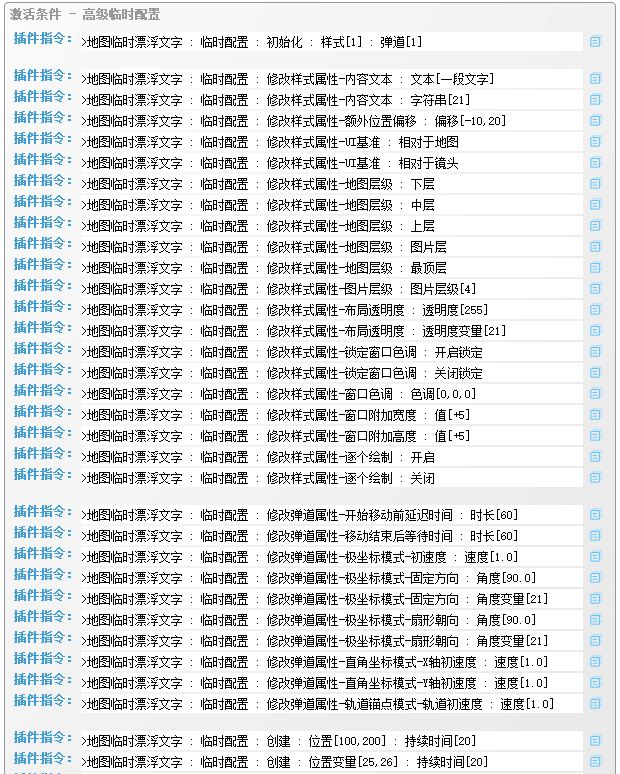 激活条件 - 高级临时配置
插件指令: >地图临时漂浮文字 : 临时配置 : 初始化 : 样式[1] : 弹道[1]
插件指令: >地图临时漂浮文字 : 临时配置 : 修改样式属性-内容文本 : 文本[一段文字]
插件指令: >地图临时漂浮文字 : 临时配置 : 修改样式属性-内容文本 : 字符串[21]
插件指令: >地图临时漂浮文字 : 临时配置 : 修改样式属性-额外位置偏移 : 偏移[-10,20]
插件指令: >地图临时漂浮文字 : 临时配置 : 修改样式属性-UI基准 : 相对于地图
插件指令: >地图临时漂浮文字 : 临时配置 : 修改样式属性-UI基准 : 相对于镜头
插件指令: >地图临时漂浮文字 : 临时配置 : 修改样式属性-地图层级 : 下层
插件指令: >地图临时漂浮文字 : 临时配置 : 修改样式属性-地图层级 : 中层
插件指令: >地图临时漂浮文字 : 临时配置 : 修改样式属性-地图层级 : 上层
插件指令: >地图临时漂浮文字 : 临时配置 : 修改样式属性-地图层级 : 图片层
插件指令: >地图临时漂浮文字 : 临时配置 : 修改样式属性-地图层级 : 最顶层
插件指令: >地图临时漂浮文字 : 临时配置 : 修改样式属性-图片层级 : 图片层级[4]
插件指令: >地图临时漂浮文字 : 临时配置 : 修改样式属性-布局透明度 : 透明度[255]
插件指令: >地图临时漂浮文字 : 临时配置 : 修改样式属性-布局透明度 : 透明度变量[21]
插件指令: >地图临时漂浮文字 : 临时配置 : 修改样式属性-锁定窗口色调 : 开启锁定
插件指令: >地图临时漂浮文字 : 临时配置 : 修改样式属性-锁定窗口色调 : 关闭锁定
插件指令: >地图临时漂浮文字 : 临时配置 : 修改样式属性-窗口色调 : 色调[0,0,0]
插件指令: >地图临时漂浮文字 : 临时配置 : 修改样式属性-窗口附加宽度 : 值[+5]
插件指令: >地图临时漂浮文字 : 临时配置 : 修改样式属性-窗口附加高度 : 值[+5]
插件指令: >地图临时漂浮文字 : 临时配置 : 修改样式属性-逐个绘制 : 开启
插件指令: >地图临时漂浮文字 : 临时配置 : 修改样式属性-逐个绘制 : 关闭
插件指令: >地图临时漂浮文字 : 临时配置 : 修改弹道属性-开始移动前延迟时间 : 时长[60]
插件指令: >地图临时漂浮文字 : 临时配置 : 修改弹道属性-移动结束后等待时间 : 时长[60]
插件指令: >地图临时漂浮文字 : 临时配置 : 修改弹道属性-极坐标模式-初速度 : 速度[1.0]
插件指令: >地图临时漂浮文字 : 临时配置 : 修改弹道属性-极坐标模式-固定方向 : 角度[90.0]
插件指令: >地图临时漂浮文字 : 临时配置 : 修改弹道属性-极坐标模式-固定方向 : 角度变量[21]
插件指令: >地图临时漂浮文字 : 临时配置 : 修改弹道属性-极坐标模式-扇形朝向 : 角度[90.0]
插件指令: >地图临时漂浮文字 : 临时配置 : 修改弹道属性-极坐标模式-扇形朝向 : 角度变量[21]
插件指令: >地图临时漂浮文字 : 临时配置 : 修改弹道属性-直角坐标模式-X轴初速度 : 速度[1.0]
插件指令: >地图临时漂浮文字 : 临时配置 : 修改弹道属性-直角坐标模式-Y轴初速度 : 速度[1.0]
插件指令: >地图临时漂浮文字 : 临时配置 : 修改弹道属性-轨道锚点模式-轨道初速度 : 速度[1.0]
插件指令: >地图临时漂浮文字 : 临时配置 : 创建 : 位置[100,200] : 持续时间[20]
插件指令: >地图临时漂浮文字 : 临时配置 : 创建 : 位置变量[25,26] : 持续时间[20]